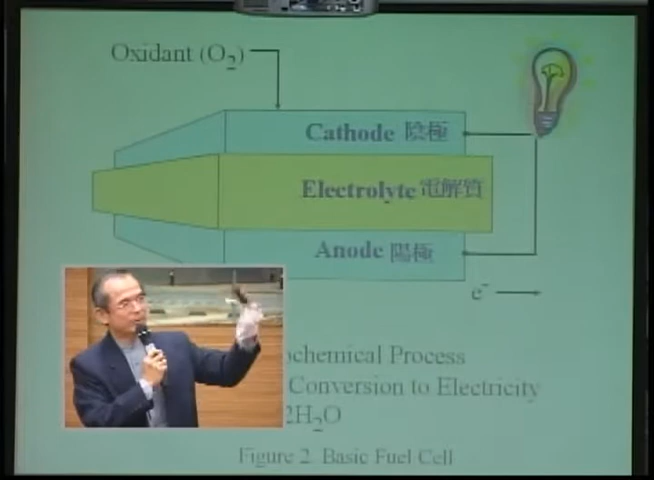 Oxidant (O₂)
Cathode 陰極
Electrolyte 電解質
Anode 陽極
e⁻
ochemical Process
Conversion to Electricity
2H₂O
Figure 2. Basic Fuel Cell